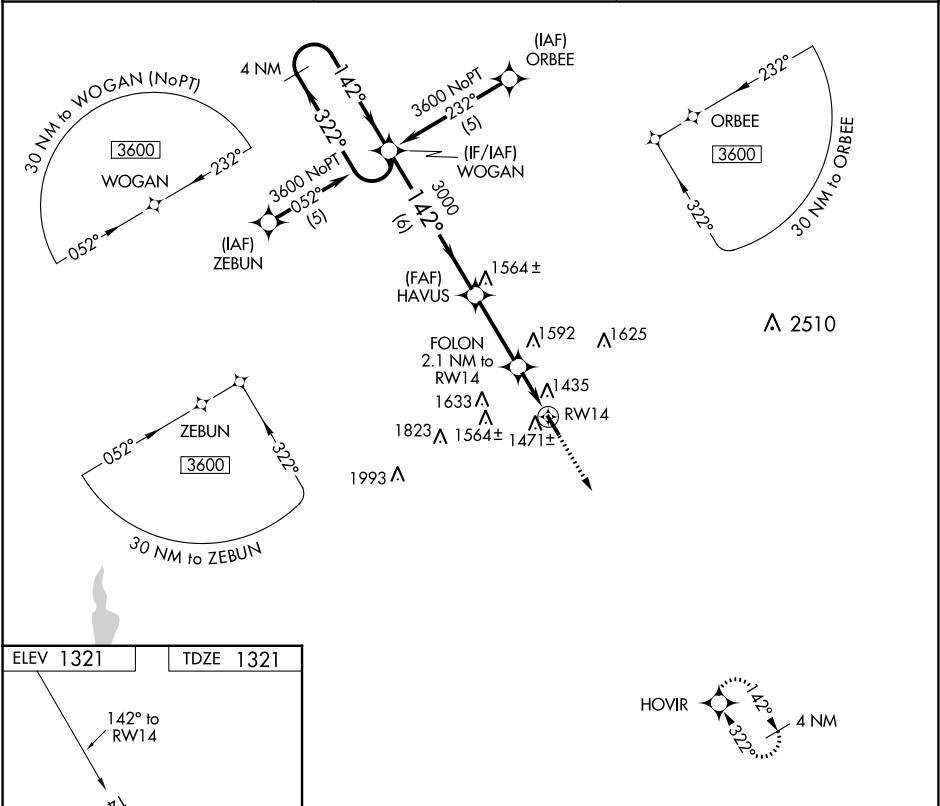 30 NM to WOGAN (NoPT)
3600
WOGAN
232°
052°
4 NM
142°
322°
(IAF)
ORBEE
3600 NoPT
232°
(5)
(IF/IAF)
WOGAN
3600 NoPT
052°
(5)
(IAF)
ZEBUN
3000
142°
(6)
232°
ORBEE
3600
322°
30 NM to ORBEE
(FAF)
HAVUS
1564±
FOLON
2.1 NM to
RW14
1592
1625
2510
1435
RW14
1633
1564±
1471±
1823
1993
ZEBUN
052°
3600
322°
30 NM to ZEBUN
ELEV 1321
TDZE 1321
142° to
RW14
HOVIR
142°
322°
4 NM